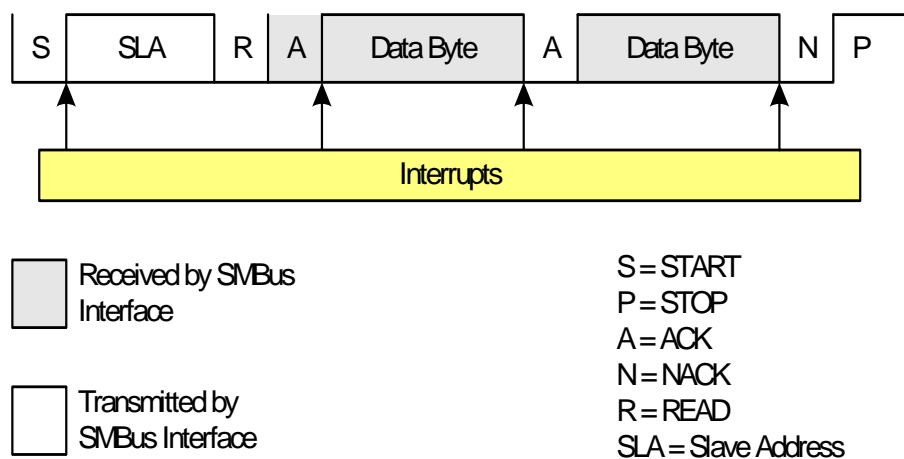 S SLA R A Data Byte A Data Byte N P
Interrupts
Received by SMBus
Interface
Transmitted by
SMBus Interface
S = START
P = STOP
A = ACK
N = NACK
R = READ
SLA = Slave Address